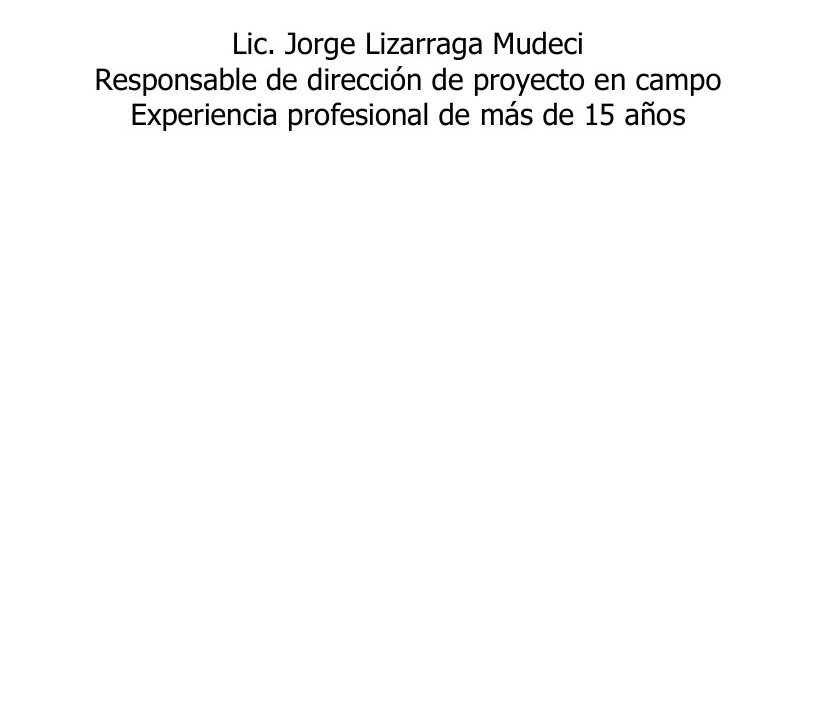 Lic. Jorge Lizarraga Mudeci
Responsable de dirección de proyecto en campo
Experiencia profesional de más de 15 años